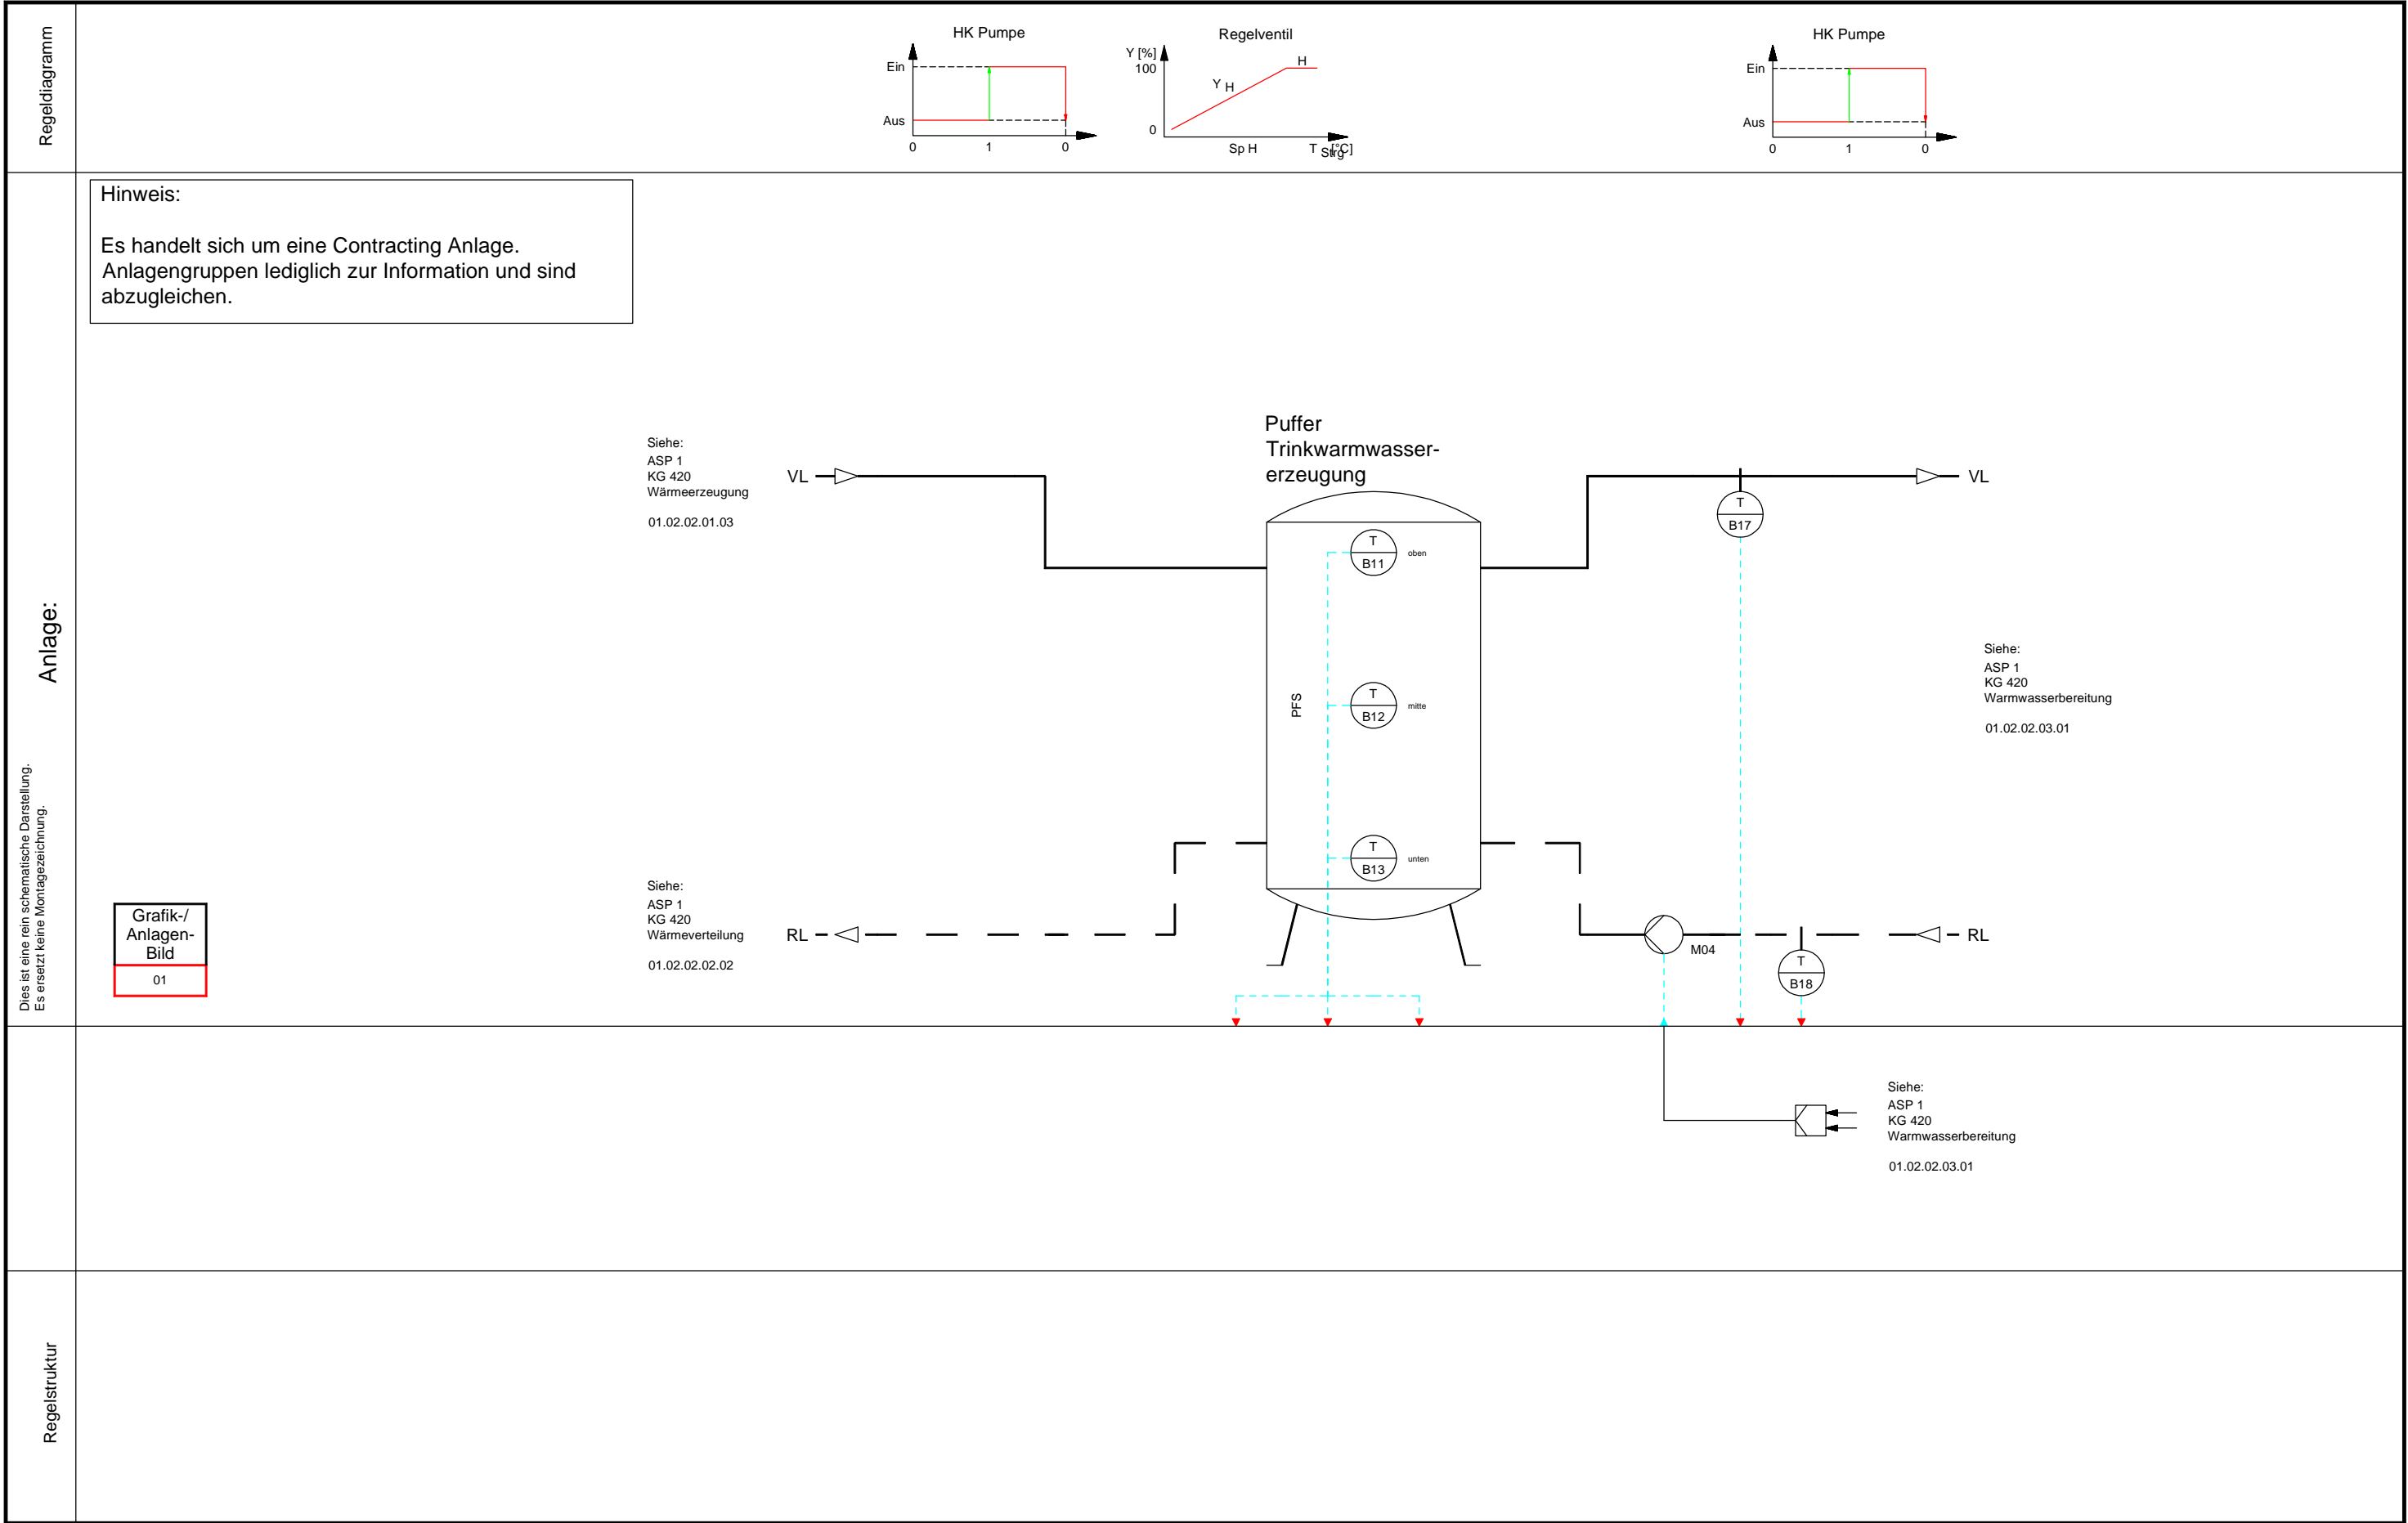 Regeldiagramm
HK Pumpe
Ein
Aus
0 1 0
Regelventil
Y [%]
100
H
Y H
0
Sp H T Strg [°C]
HK Pumpe
Ein
Aus
0 1 0
Anlage:
Dies ist eine rein schematische Darstellung.
Es ersetzt keine Montagezeichnung.
Hinweis:
Es handelt sich um eine Contracting Anlage.
Anlagengruppen lediglich zur Information und sind
abzugleichen.
Siehe:
ASP 1
KG 420
Wärmeerzeugung
01.02.02.01.03
VL
Puffer
Trinkwarmwasser-
erzeugung
VL
T
B17
T
B11
oben
PFS
T
B12
mitte
T
B13
unten
Siehe:
ASP 1
KG 420
Warmwasserbereitung
01.02.02.03.01
Siehe:
ASP 1
KG 420
Wärmeverteilung
01.02.02.02.02
RL
M04
T
B18
RL
Grafik-/
Anlagen-
Bild
01
Siehe:
ASP 1
KG 420
Warmwasserbereitung
01.02.02.03.01
Regelstruktur